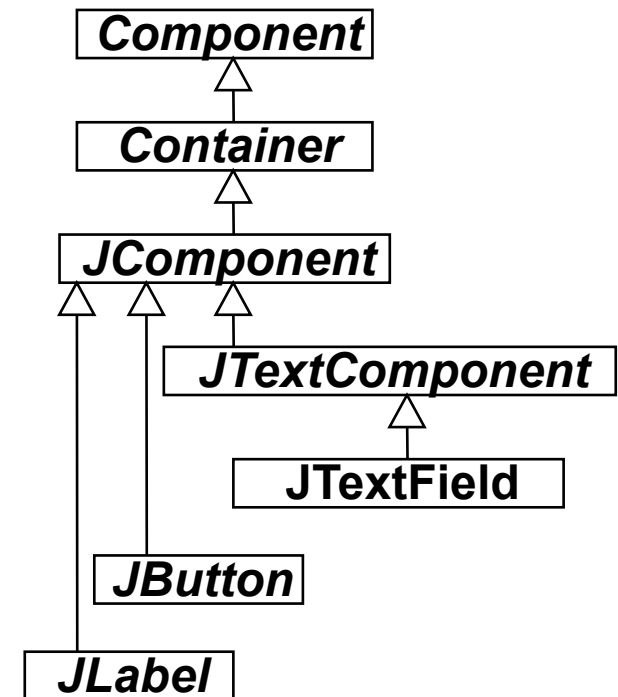 Component
Container
JComponent
JTextComponent
JTextField
JButton
JLabel